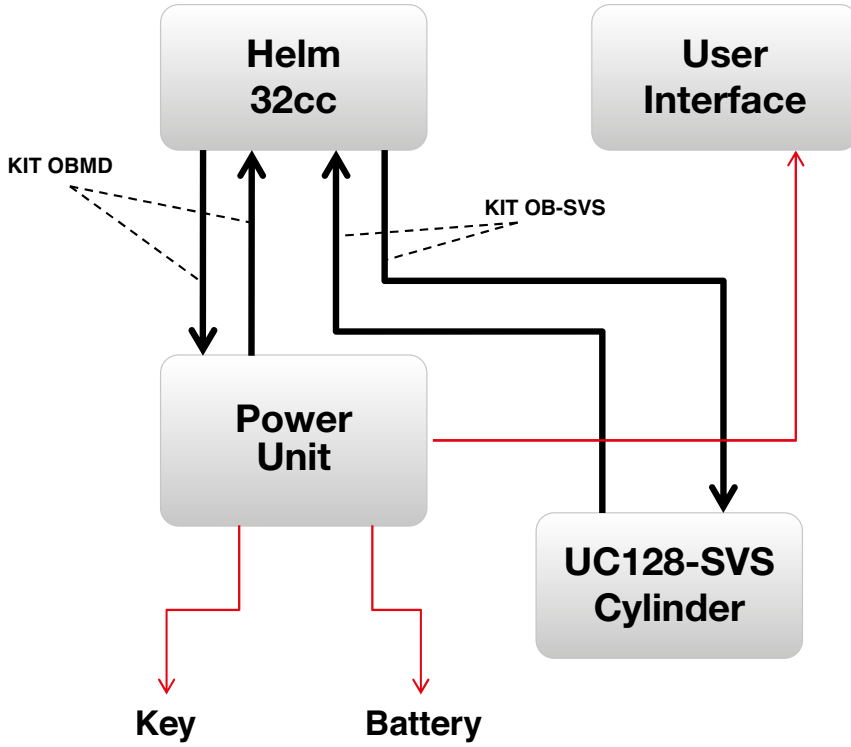 Helm
32cc
User
Interface
KIT OBMD
KIT OB-SVS
Power
Unit
UC128-SVS
Cylinder
Key
Battery